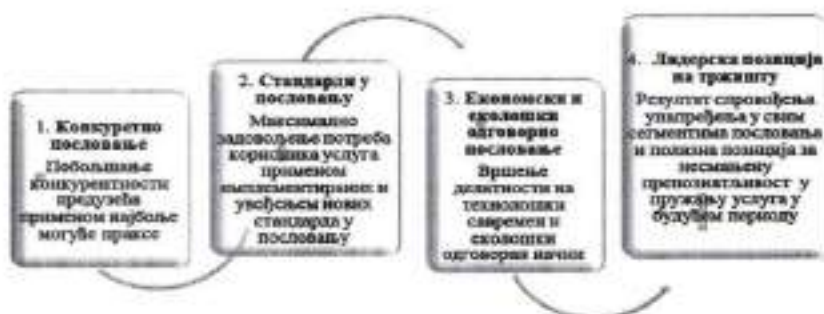 1. Конкуретно
пословање
Побољшање
конкурентности
предузећа
применом најбоље
могуће праксе
2. Стандарди у
пословању
Максимално
задовољење потреба
корисника услуга
применом
имплементираних и
увођењем нових
стандарда у
пословању
3. Економски и
еколошки
одговорно
пословање
Вршење
делатности на
технолошки
савремен и
еколошки
одговоран начин
4. Лидерска позиција
на тржишту
Резултат спровођења
унапређења у свим
сегментима пословања
и полазна позиција за
несмањену
препознатљивост у
пружању услуга у
будућем периоду